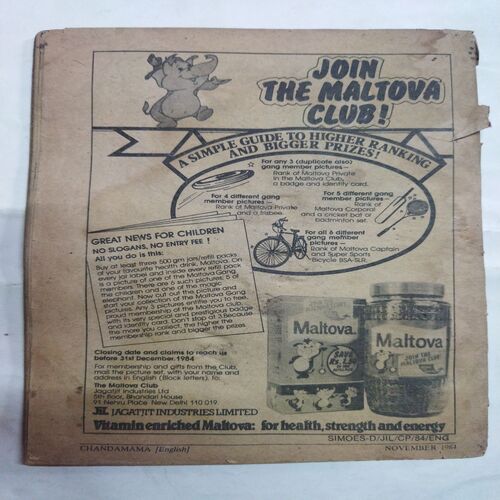 JOIN
THE MALTOVA
CLUB!
A SIMPLE GUIDE TO HIGHER RANKING
AND BIGGER PRIZES!
For any 3 (duplicate also)
gang member pictures—
Rank of Maltova Private
in the Maltova Club,
a badge and identity card.
For 4 different gang
member pictures—
Rank of Maltova Private
and a frisbee.
For 5 different gang
member pictures—
Rank of
Maltova Corporal
and a cricket bat or
badminton set.
For all 6 different
gang member
pictures—
Rank of Maltova Captain
and Super Sports
Bicycle BSA-SLR.
GREAT NEWS FOR CHILDREN
NO SLOGANS, NO ENTRY FEE !
All you do is this:
Buy at least three 500 gm jars/refill packs
of your favourite health drink, Maltova. On
every jar label and inside every refill pack
is a picture of one of the Maltova Gang
members. There are 6 such pictures: 5 of
the children and one of the magic
elephant. Now cut out the picture and
start your collection of the Maltova Gang
pictures. Any 3 pictures entitle you to a
proud membership of the Maltova club—
with its very special and prestigious badge
and identity card. Don't stop at 3. Because
the more you collect, the higher the
membership rank and bigger the prizes.
Closing date and claims to reach us
before 31st December 1984
For membership and gifts from the Club,
mail the picture set, with your name and
address in English (Block letters), to:
The Maltova Club
Jagatjit Industries Ltd
5th floor, Bhandari House
91 Nehru Place New Delhi 110 019.
JIL JAGATJIT INDUSTRIES LIMITED
Maltova
SAVE
Rs. 1.50
Maltova
JOIN THE
MALTOVA CLUB
Vitamin enriched Maltova: for health, strength and energy
SIMOES-D/JIL/CP/84/ENG
CHANDAMAMA [English]
NOVEMBER 1984